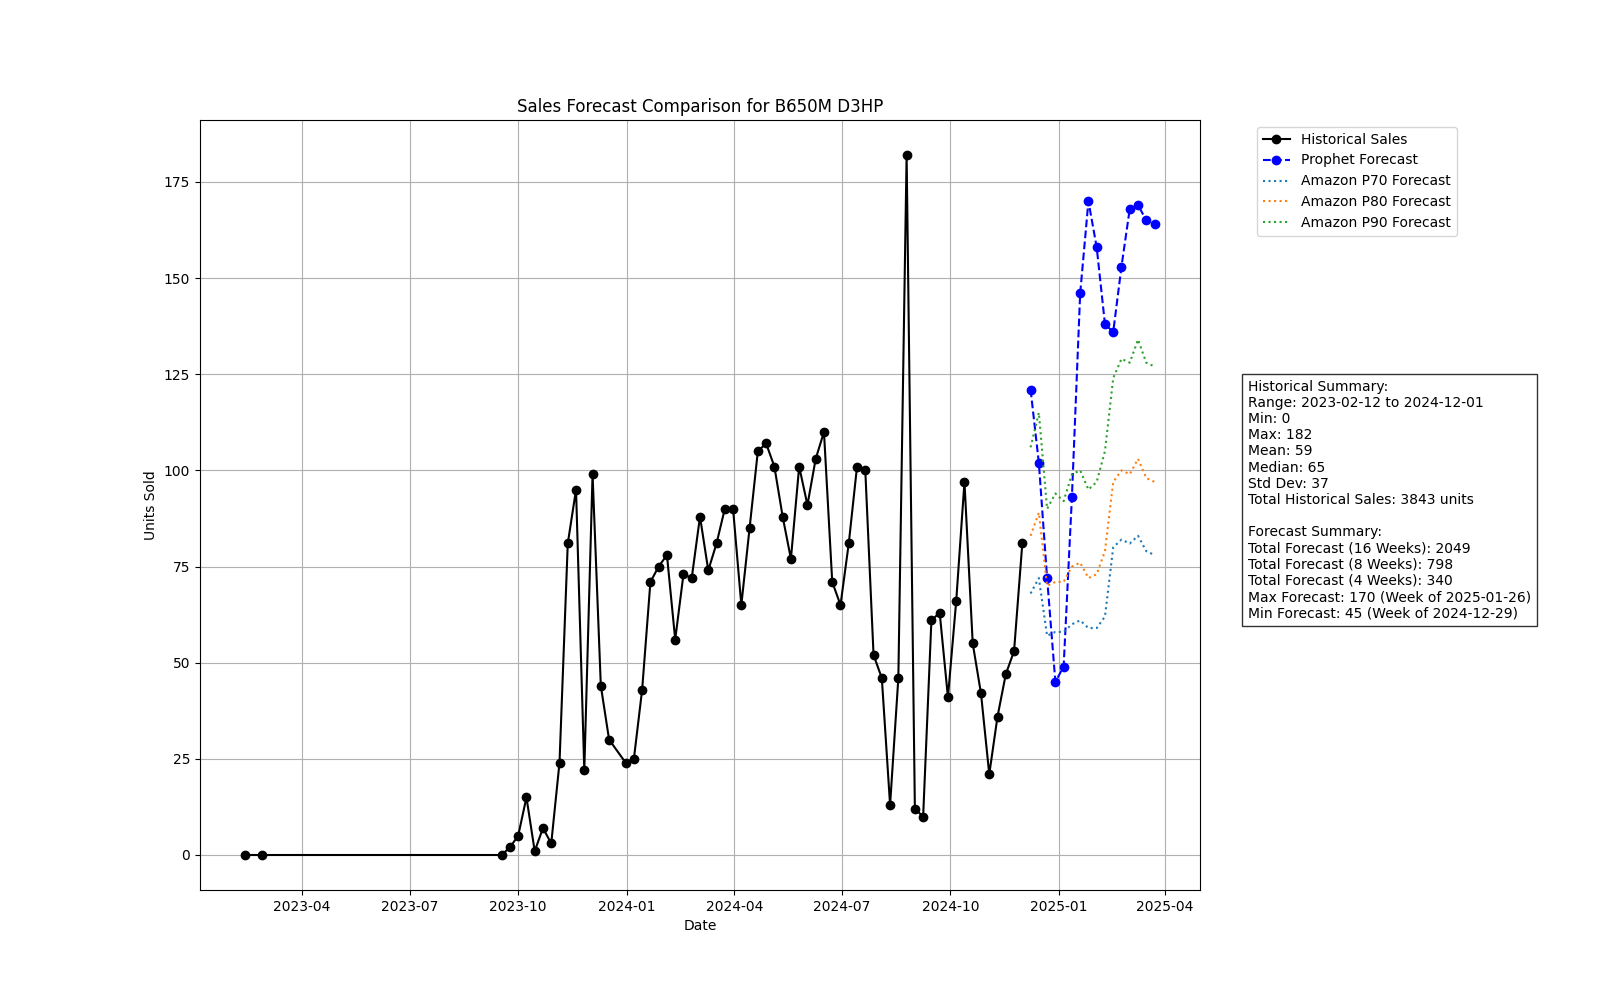 Sales Forecast Comparison for B650M D3HP
Historical Sales
Prophet Forecast
Amazon P70 Forecast
Amazon P80 Forecast
Amazon P90 Forecast
175
150
125
100
75
50
25
0
Units Sold
2023-04
2023-07
2023-10
2024-01
2024-04
2024-07
2024-10
2025-01
2025-04
Date
Historical Summary:
Range: 2023-02-12 to 2024-12-01
Min: 0
Max: 182
Mean: 59
Median: 65
Std Dev: 37
Total Historical Sales: 3843 units
Forecast Summary:
Total Forecast (16 Weeks): 2049
Total Forecast (8 Weeks): 798
Total Forecast (4 Weeks): 340
Max Forecast: 170 (Week of 2025-01-26)
Min Forecast: 45 (Week of 2024-12-29)